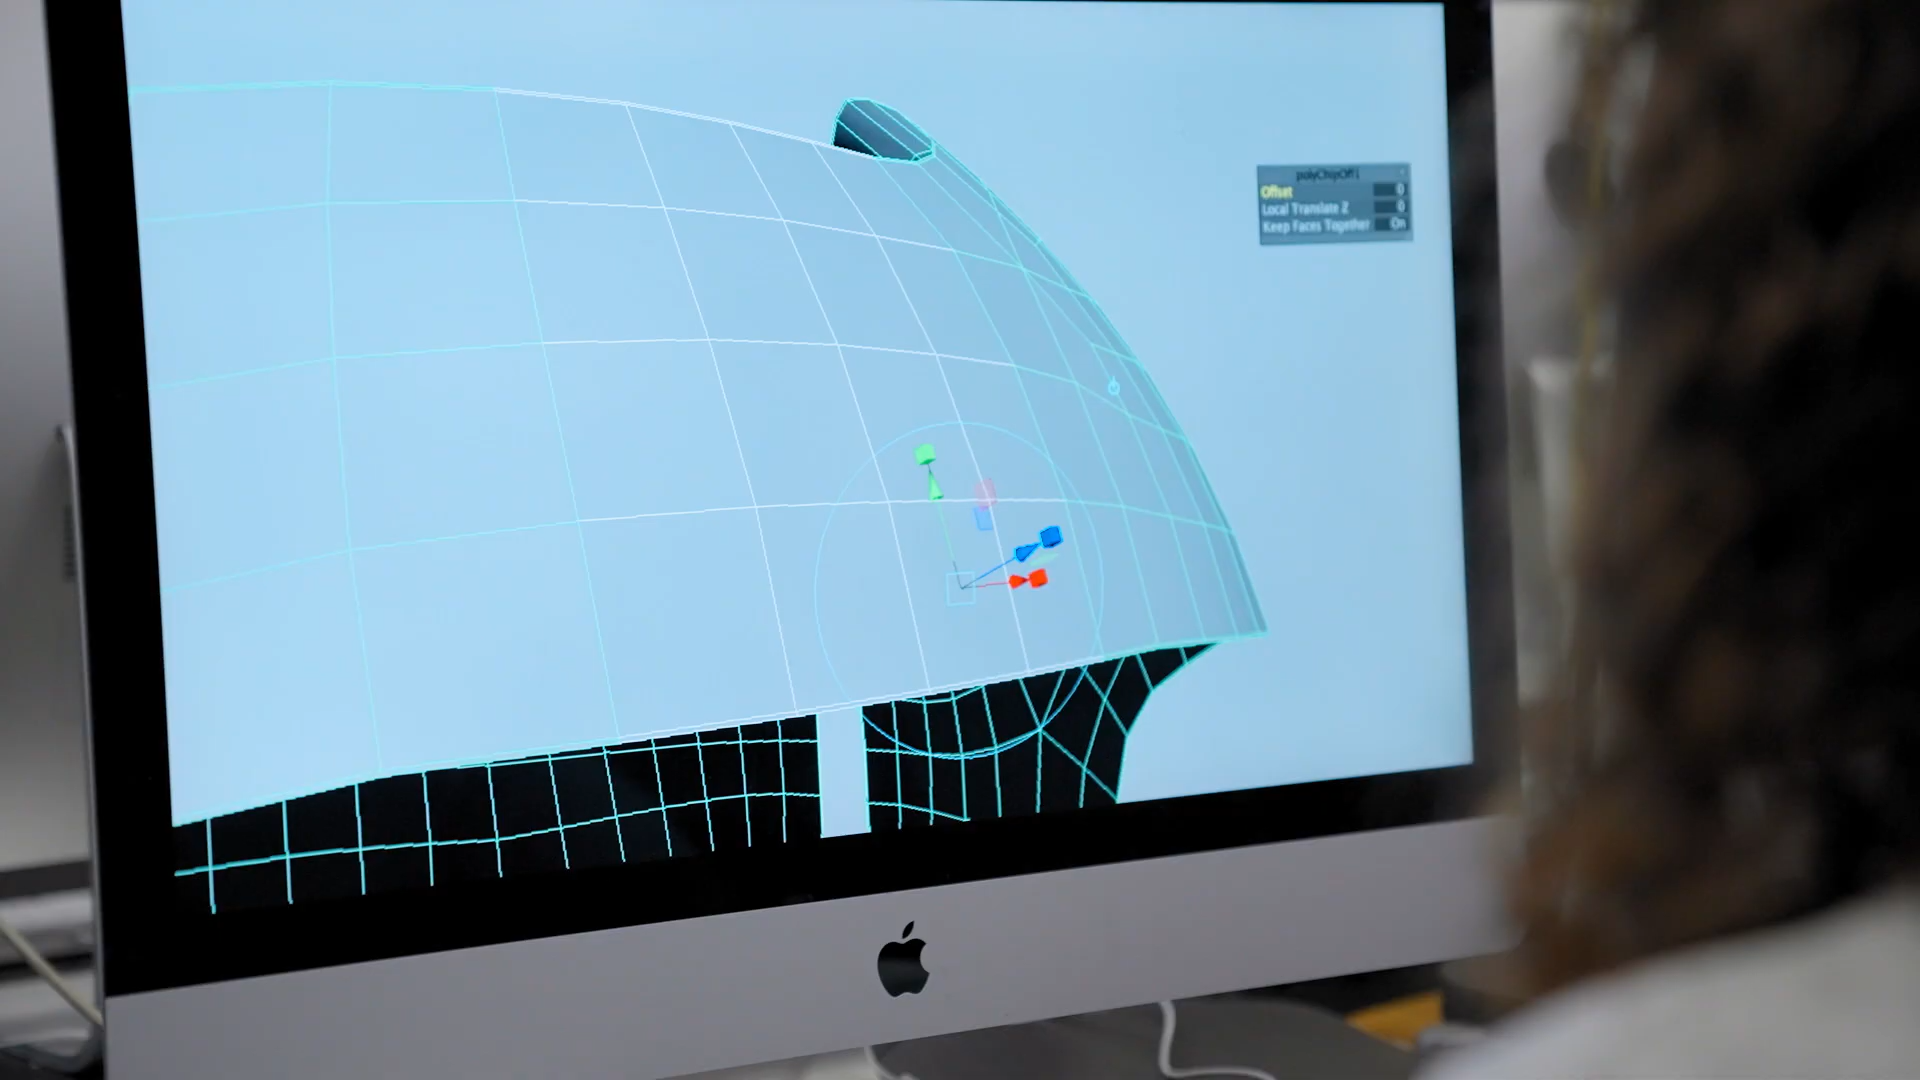 polyChipOff1
Offset 0
Local Translate Z 0
Keep Faces Together On